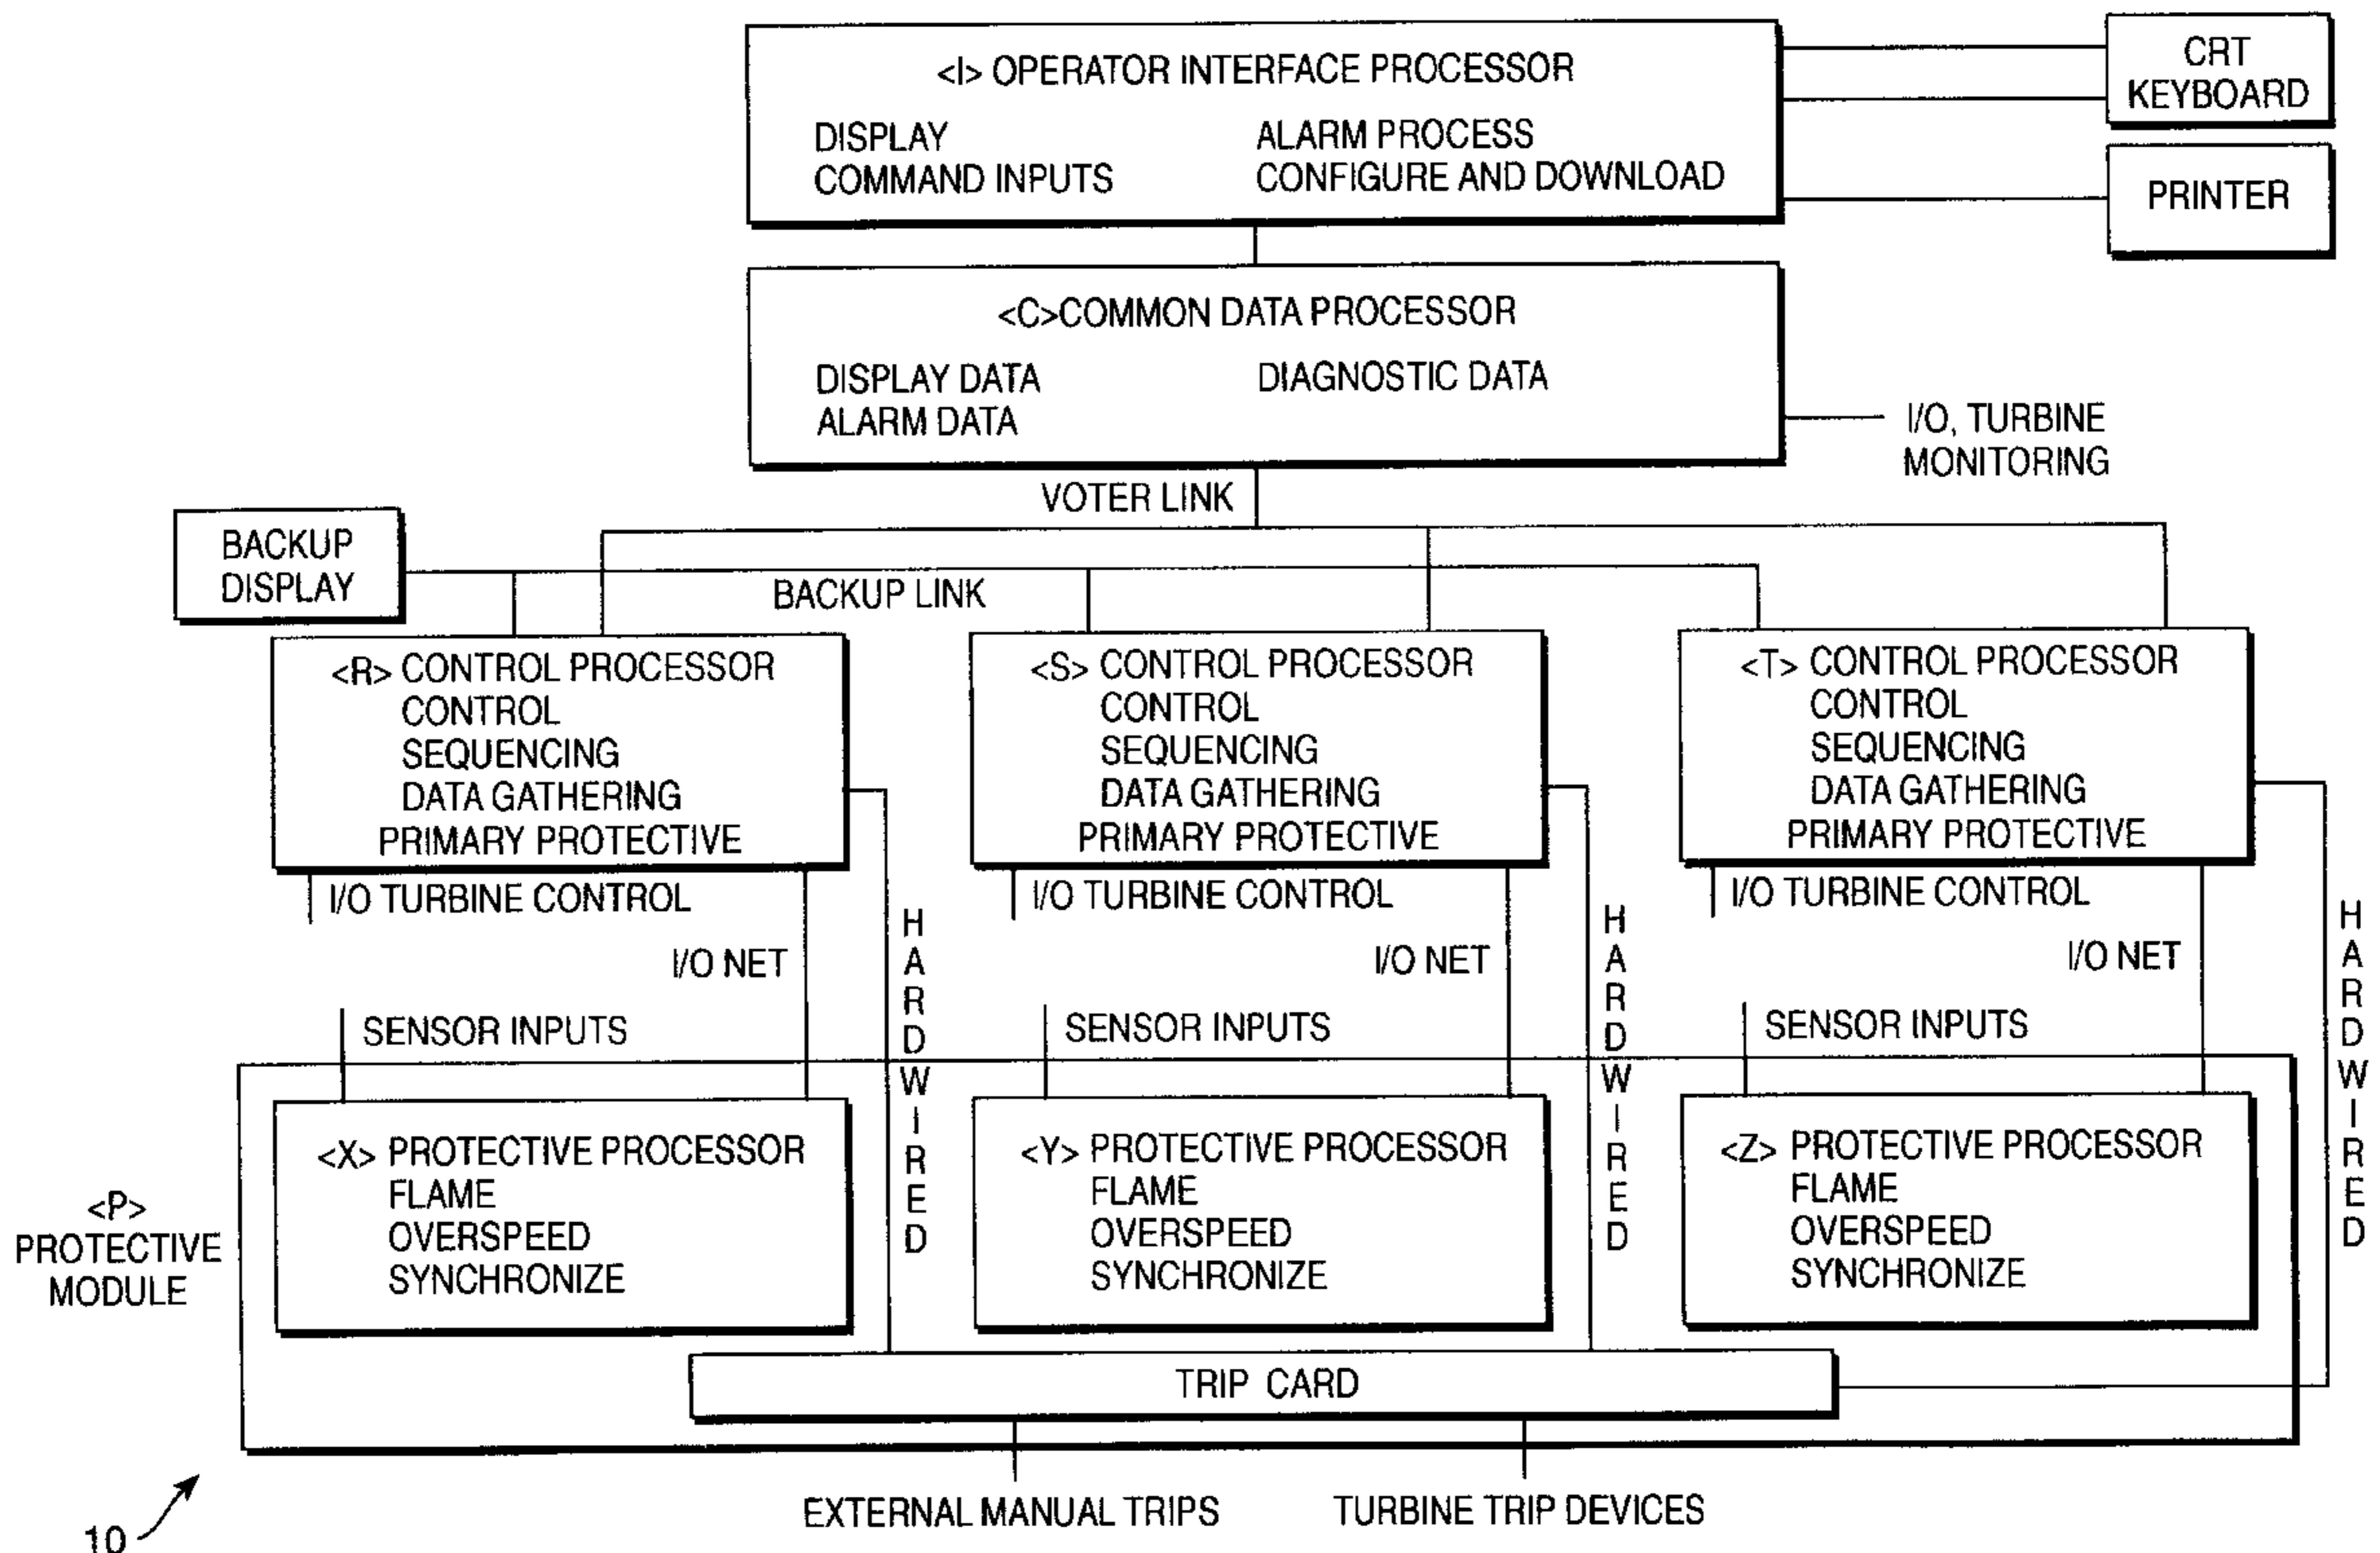 <I> OPERATOR INTERFACE PROCESSOR
DISPLAY
COMMAND INPUTS
ALARM PROCESS
CONFIGURE AND DOWNLOAD
CRT
KEYBOARD
PRINTER
<C>COMMON DATA PROCESSOR
DISPLAY DATA
ALARM DATA
DIAGNOSTIC DATA
I/O, TURBINE
MONITORING
VOTER LINK
BACKUP
DISPLAY
BACKUP LINK
<R> CONTROL PROCESSOR
CONTROL
SEQUENCING
DATA GATHERING
PRIMARY PROTECTIVE
<S> CONTROL PROCESSOR
CONTROL
SEQUENCING
DATA GATHERING
PRIMARY PROTECTIVE
<T> CONTROL PROCESSOR
CONTROL
SEQUENCING
DATA GATHERING
PRIMARY PROTECTIVE
I/O TURBINE CONTROL
I/O NET
HARDWIRED
SENSOR INPUTS
I/O TURBINE CONTROL
I/O NET
HARDWIRED
SENSOR INPUTS
I/O TURBINE CONTROL
I/O NET
HARDWIRED
SENSOR INPUTS
<P>
PROTECTIVE
MODULE
<X> PROTECTIVE PROCESSOR
FLAME
OVERSPEED
SYNCHRONIZE
<Y> PROTECTIVE PROCESSOR
FLAME
OVERSPEED
SYNCHRONIZE
<Z> PROTECTIVE PROCESSOR
FLAME
OVERSPEED
SYNCHRONIZE
TRIP CARD
EXTERNAL MANUAL TRIPS
TURBINE TRIP DEVICES
10